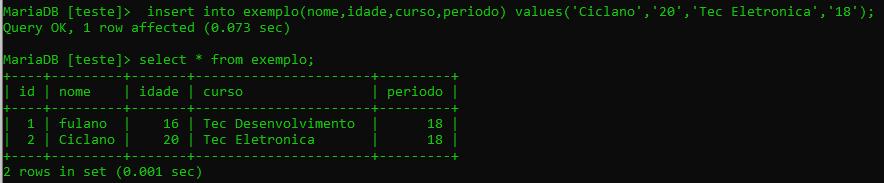 MariaDB [teste]>  insert into exemplo(nome,idade,curso,periodo) values('Ciclano','20','Tec Eletronica','18');
Query OK, 1 row affected (0.073 sec)
MariaDB [teste]> select * from exemplo;
+----+---------+-------+---------------------+---------+
| id | nome    | idade | curso               | periodo |
+----+---------+-------+---------------------+---------+
|  1 | fulano  |    16 | Tec Desenvolvimento |      18 |
|  2 | Ciclano |    20 | Tec Eletronica      |      18 |
+----+---------+-------+---------------------+---------+
2 rows in set (0.001 sec)